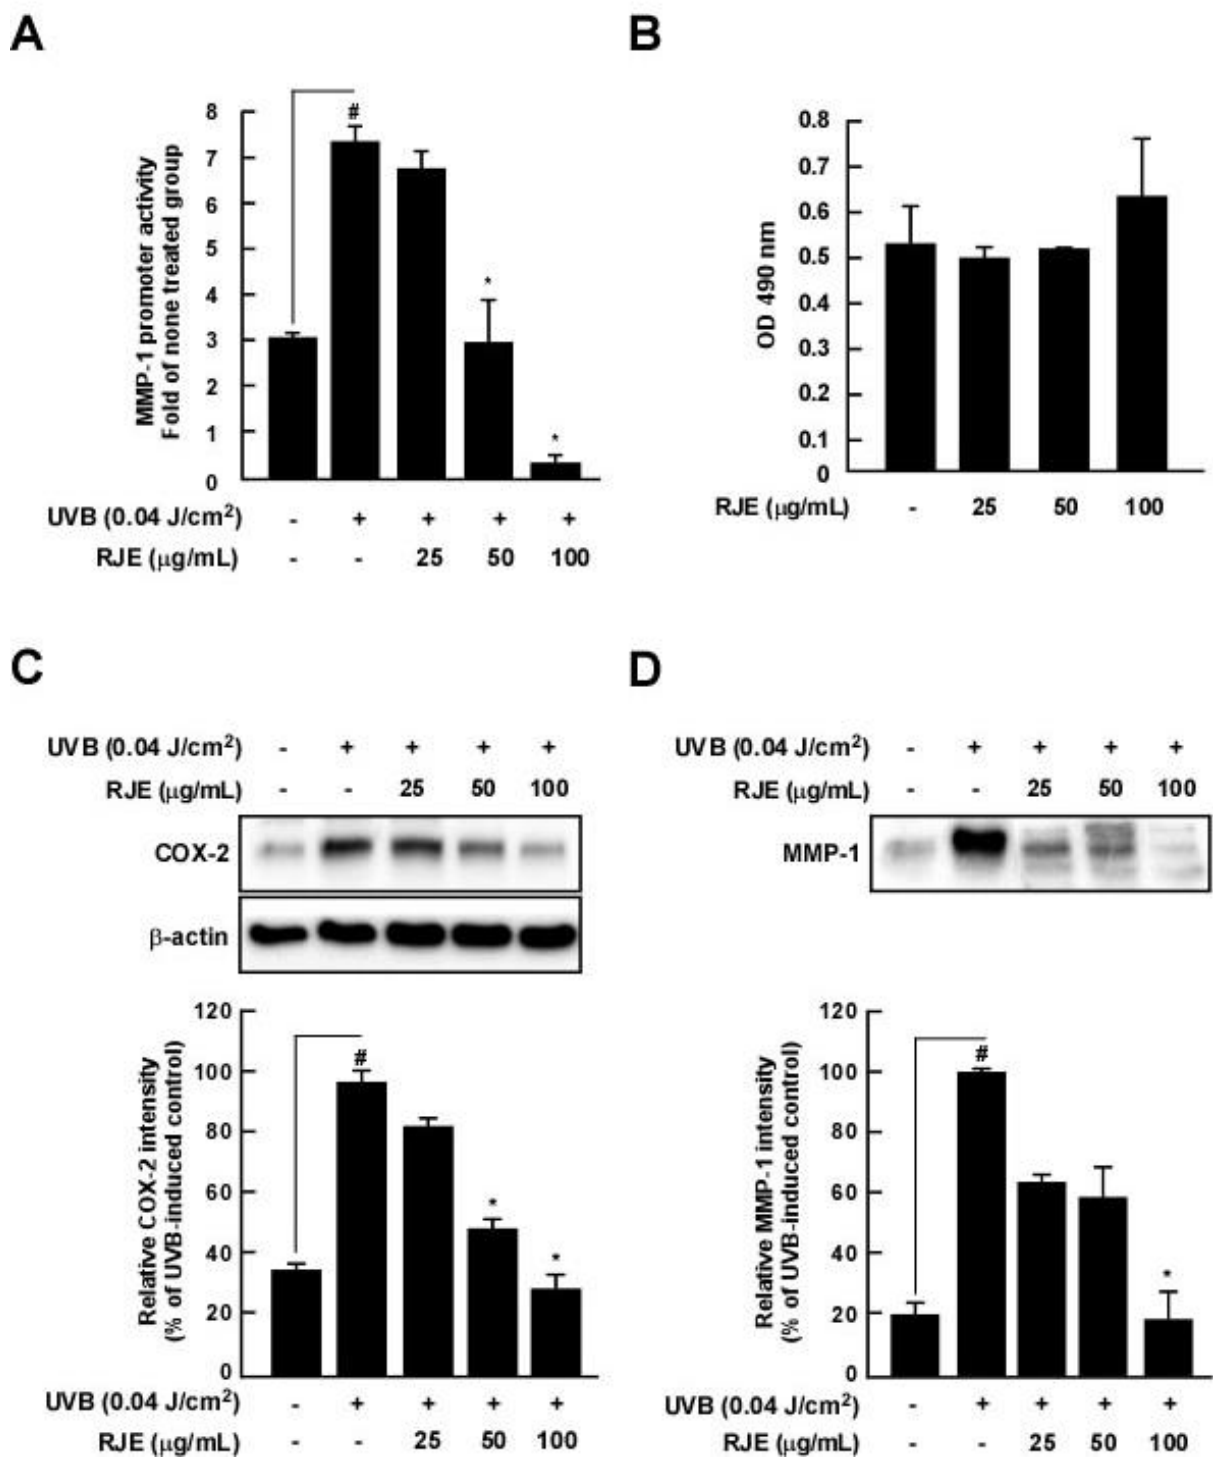 A
MMP-1 promoter activity
Fold of none treated group
8
7
6
5
4
3
2
1
0
#
*
*
UVB (0.04 J/cm²) - + + + +
RJE (μg/mL) - - 25 50 100
B
OD 490 nm
0.8
0.7
0.6
0.5
0.4
0.3
0.2
0.1
0
RJE (μg/mL) - 25 50 100
C
UVB (0.04 J/cm²) - + + + +
RJE (μg/mL) - - 25 50 100
COX-2
β-actin
Relative COX-2 intensity
(% of UVB-induced control)
120
100
80
60
40
20
0
#
*
*
UVB (0.04 J/cm²) - + + + +
RJE (μg/mL) - - 25 50 100
D
UVB (0.04 J/cm²) - + + + +
RJE (μg/mL) - - 25 50 100
MMP-1
Relative MMP-1 intensity
(% of UVB-induced control)
120
100
80
60
40
20
0
#
*
UVB (0.04 J/cm²) - + + + +
RJE (μg/mL) - - 25 50 100